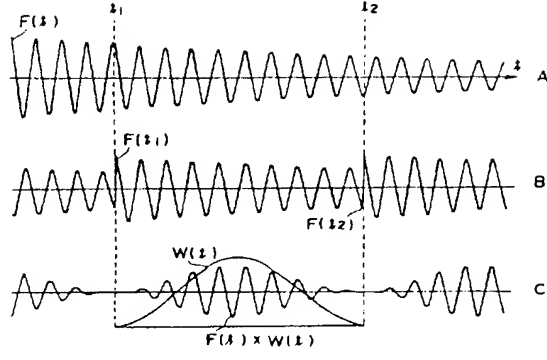 t1 t2
F(t)
t
A
F(t1)
B
F(t2)
W(t)
C
F(t) × W(t)